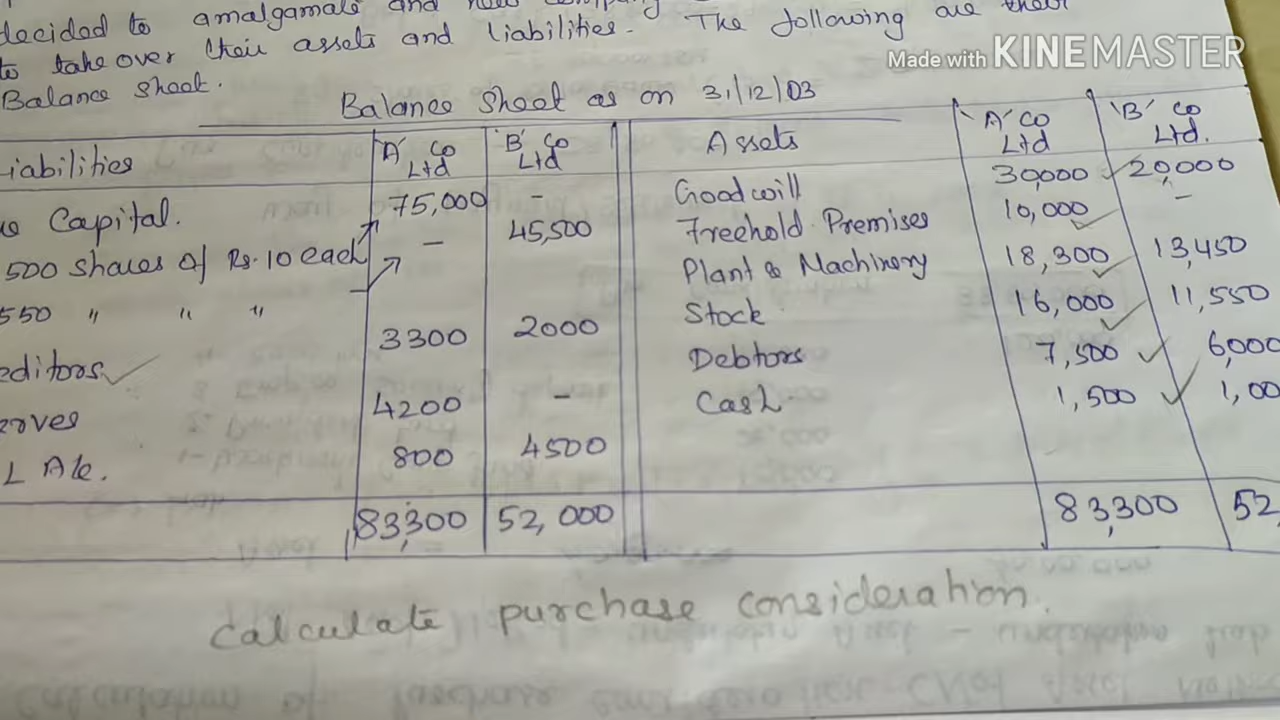 decided to amalgamate and new company
to take over their assets and liabilities. The following are their
Made with KINEMASTER
Balance Sheet.
Balance Sheet as on 31/12/03
iabilities 'A' Co Ltd 'B' Co Ltd Assets 'A' Co Ltd 'B' Co Ltd.
Capital. 75,000 - Goodwill 30,000 20,000
500 Shares of Rs. 10 each - 45,500 Freehold Premises 10,000 -
550 " " " Plant & Machinery 18,300 13,450
editors 3300 2000 Stock 16,000 11,550
erves 4200 - Debtors 7,500 6,000
L A/c. 800 4500 Cash 1,500 1,00
83,300 52,000 83,300 52,
Calculate purchase consideration.